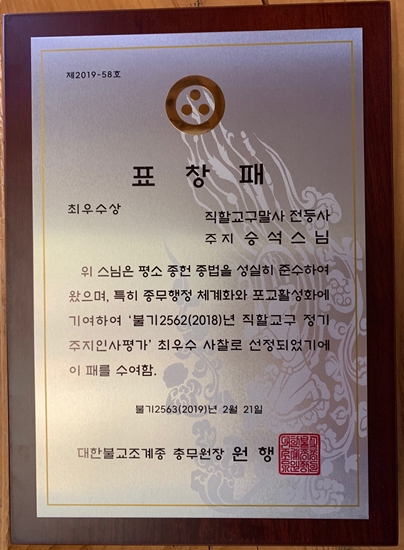 제2019-58호
표창패
최우수상
직할교구말사 전등사
주지 승석스님
위 스님은 평소 종헌 종법을 성실히 준수하여
왔으며, 특히 종무행정 체계화와 포교활성화에
기여하여 '불기2562(2018)년 직할교구 정기
주지인사평가' 최우수 사찰로 선정되었기에
이 패를 수여함.
불기2563(2019)년 2월 21일
대한불교조계종 총무원장 원행